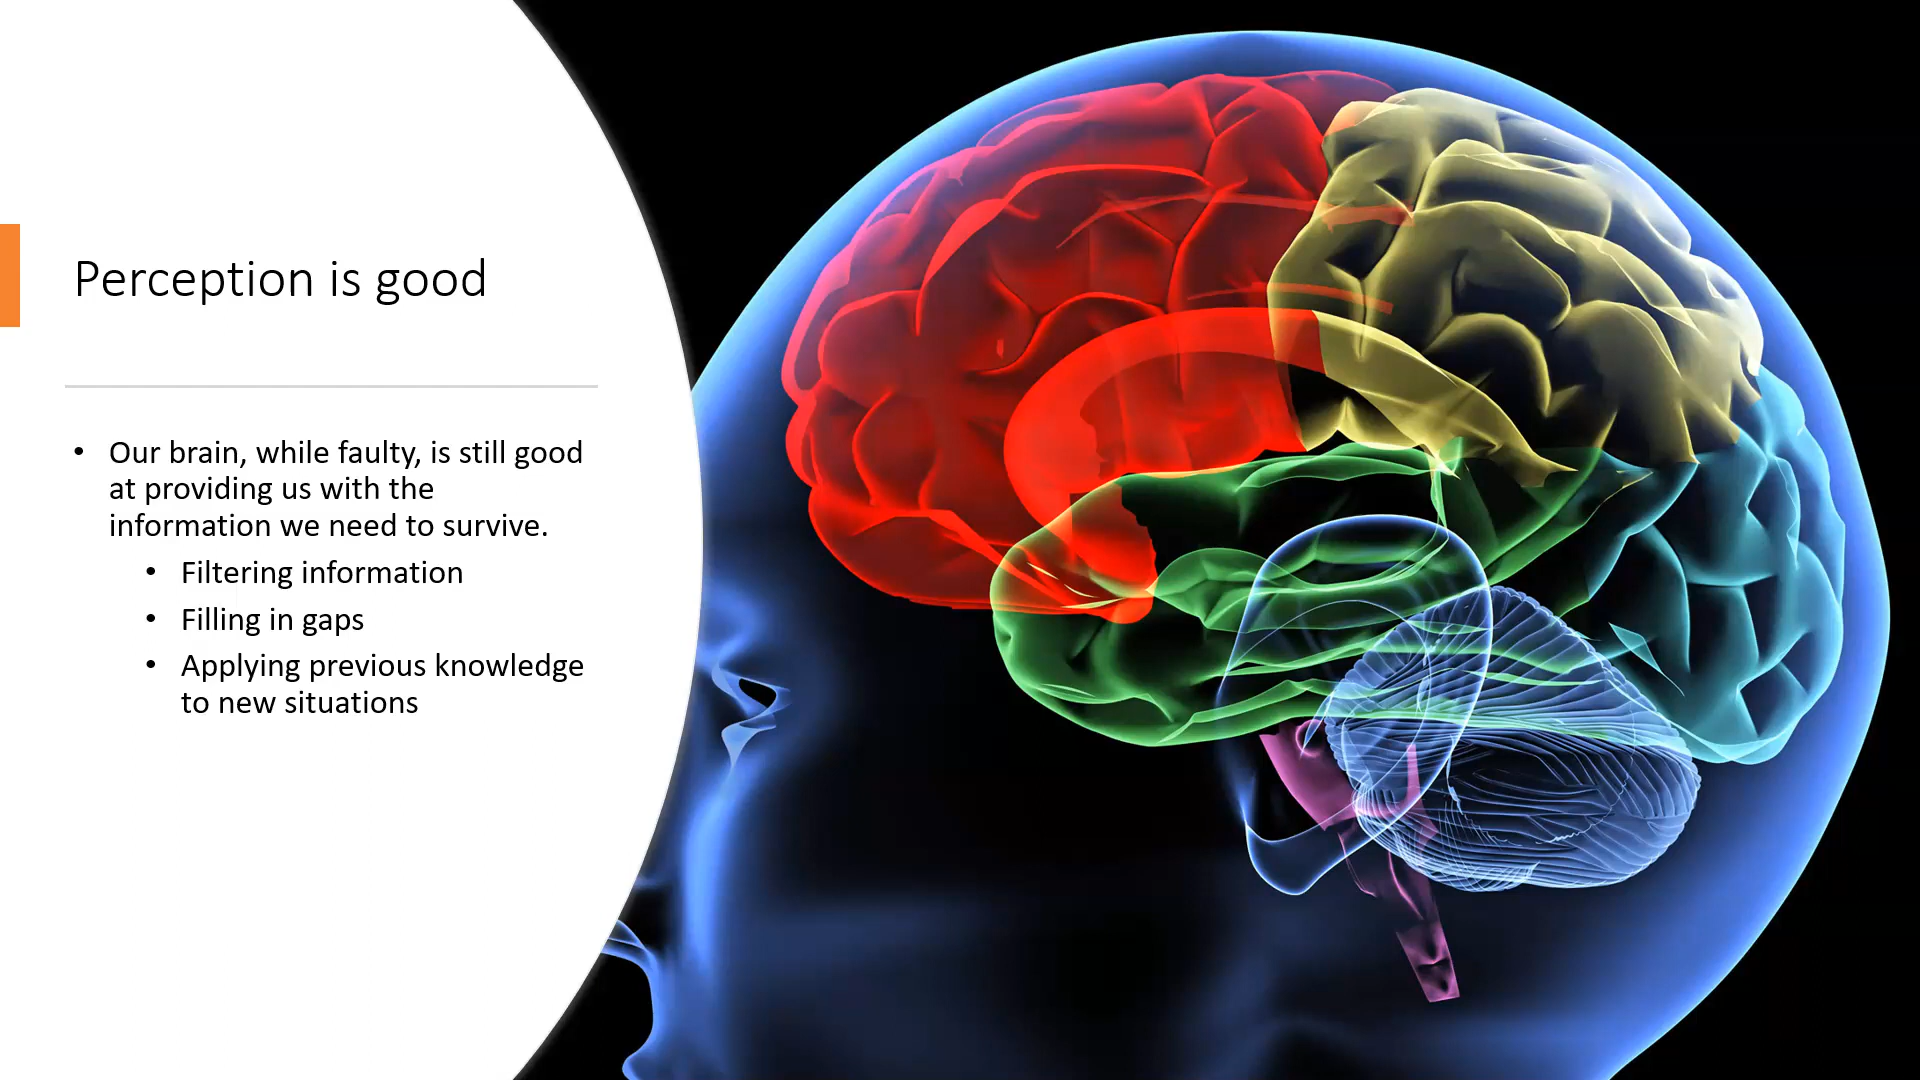 Perception is good
• Our brain, while faulty, is still good
at providing us with the
information we need to survive.
• Filtering information
• Filling in gaps
• Applying previous knowledge
to new situations